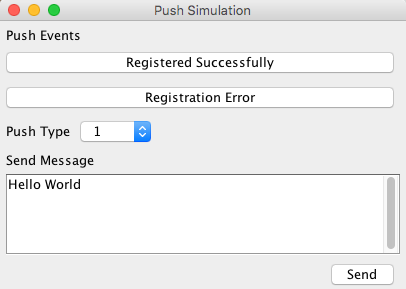 Push Simulation
Push Events
Registered Successfully
Registration Error
Push Type 1
Send Message
Hello World
Send